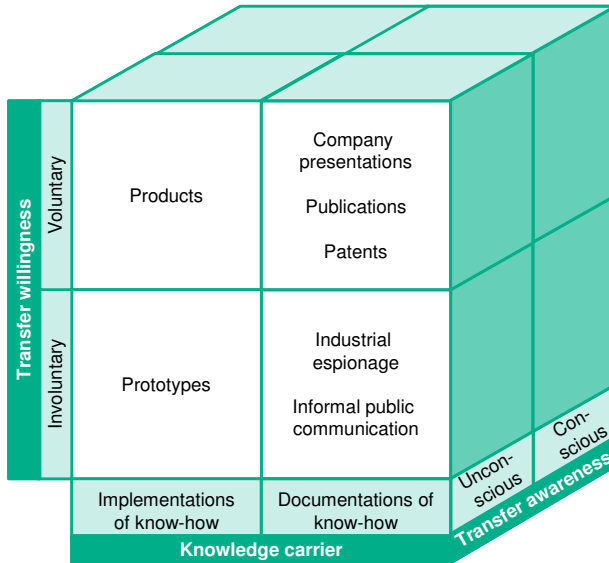 Transfer willingness
Voluntary
Involuntary
Products
Company
presentations
Publications
Patents
Prototypes
Industrial
espionage
Informal public
communication
Implementations
of know-how
Documentations of
know-how
Knowledge carrier
Uncon-
scious
Con-
scious
Transfer awareness